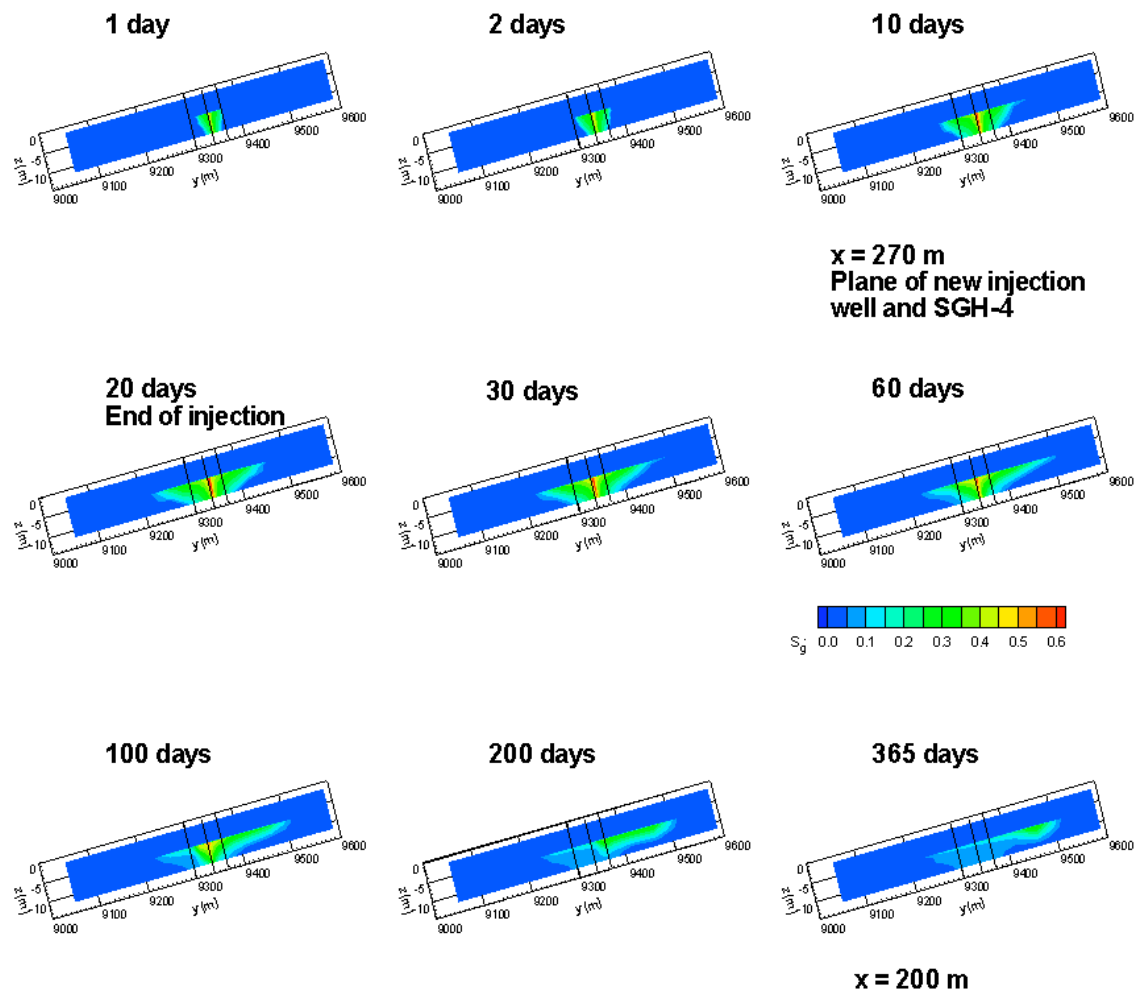 1 day
2 days
10 days
0
-5
-10
z (m)
9000
9100
9200
9300
9400
9500
9600
y (m)
0
-5
-10
z (m)
9000
9100
9200
9300
9400
9500
9600
y (m)
0
-5
-10
z (m)
9000
9100
9200
9300
9400
9500
9600
y (m)
x = 270 m
Plane of new injection
well and SGH-4
20 days
End of injection
30 days
60 days
0
-5
-10
z (m)
9000
9100
9200
9300
9400
9500
9600
y (m)
0
-5
-10
z (m)
9000
9100
9200
9300
9400
9500
9600
y (m)
0
-5
-10
z (m)
9000
9100
9200
9300
9400
9500
9600
y (m)
Sg: 0.0 0.1 0.2 0.3 0.4 0.5 0.6
100 days
200 days
365 days
0
-5
-10
z (m)
9000
9100
9200
9300
9400
9500
9600
y (m)
0
-5
-10
z (m)
9000
9100
9200
9300
9400
9500
9600
y (m)
0
-5
-10
z (m)
9000
9100
9200
9300
9400
9500
9600
y (m)
x = 200 m